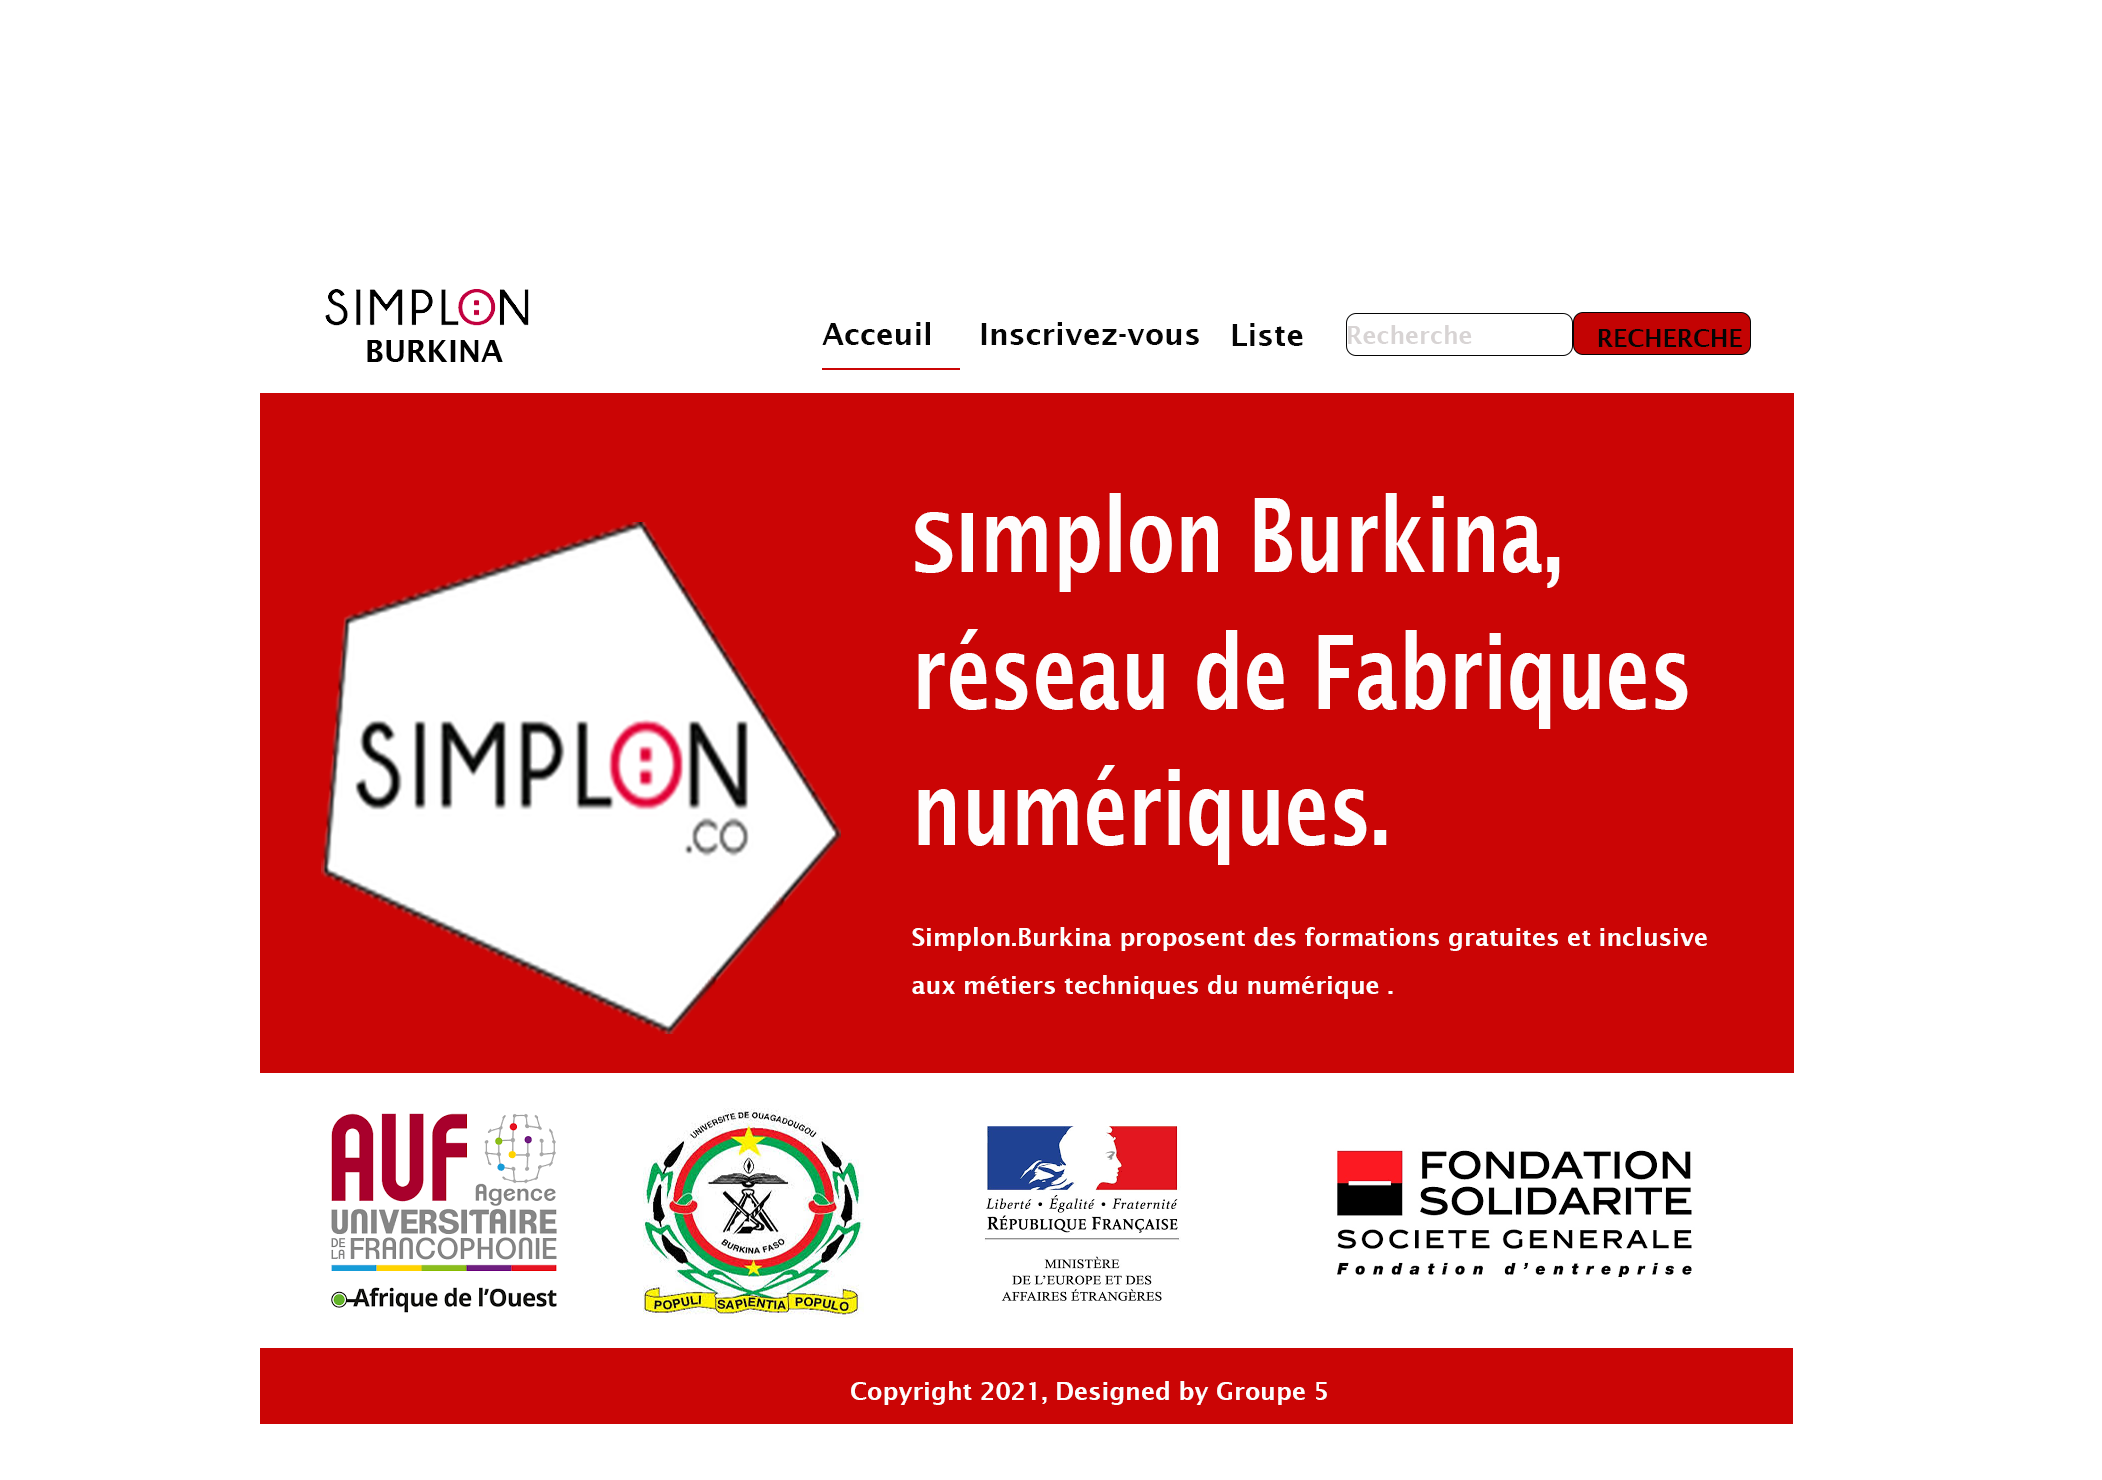 SIMPLON
BURKINA
Acceuil Inscrivez-vous Liste Recherche RECHERCHE
SImplon Burkina,
réseau de Fabriques
numériques.
SIMPLON
.CO
Simplon.Burkina proposent des formations gratuites et inclusive
aux métiers techniques du numérique .
AUF
Agence
UNIVERSITAIRE
DE LA FRANCOPHONIE
Afrique de l'Ouest
UNIVERSITE DE OUAGADOUGOU
BURKINA FASO
POPULI SAPIENTIA POPULO
Liberté • Égalité • Fraternité
RÉPUBLIQUE FRANÇAISE
MINISTÈRE
DE L'EUROPE ET DES
AFFAIRES ÉTRANGÈRES
FONDATION
SOLIDARITE
SOCIETE GENERALE
Fondation d'entreprise
Copyright 2021, Designed by Groupe 5